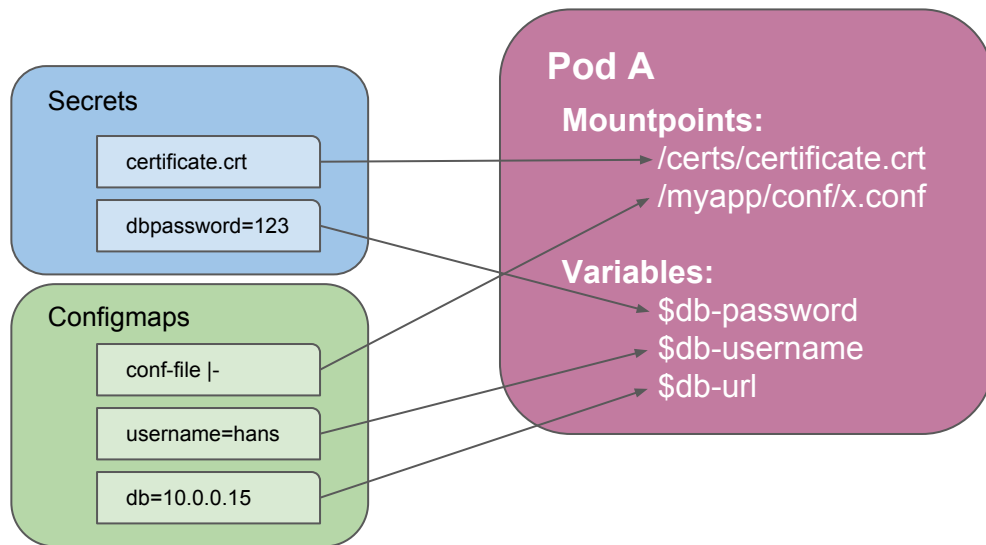 Secrets
certificate.crt
dbpassword=123
Configmaps
conf-file |-
username=hans
db=10.0.0.15
Pod A
Mountpoints:
/certs/certificate.crt
/myapp/conf/x.conf
Variables:
$db-password
$db-username
$db-url